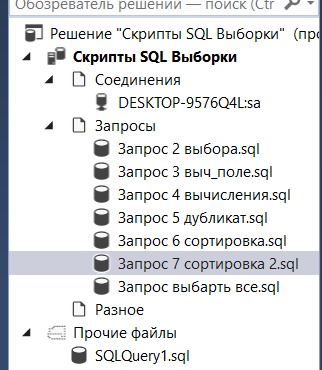 Обозреватель решений — поиск (Ctr
Решение "Скрипты SQL Выборки" (про
Скрипты SQL Выборки
Соединения
DESKTOP-9576Q4L:sa
Запросы
Запрос 2 выбора.sql
Запрос 3 выч_поле.sql
Запрос 4 вычисления.sql
Запрос 5 дубликат.sql
Запрос 6 сортировка.sql
Запрос 7 сортировка 2.sql
Запрос выбарть все.sql
Разное
Прочие файлы
SQLQuery1.sql